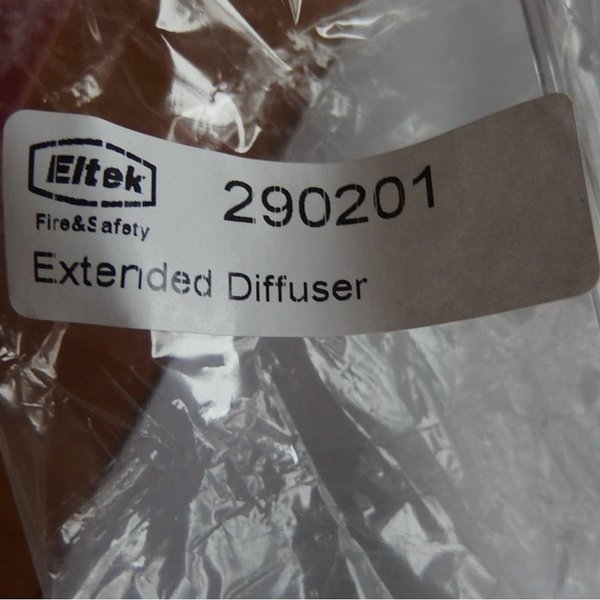 Eltek
290201
Fire&Safety
Extended Diffuser